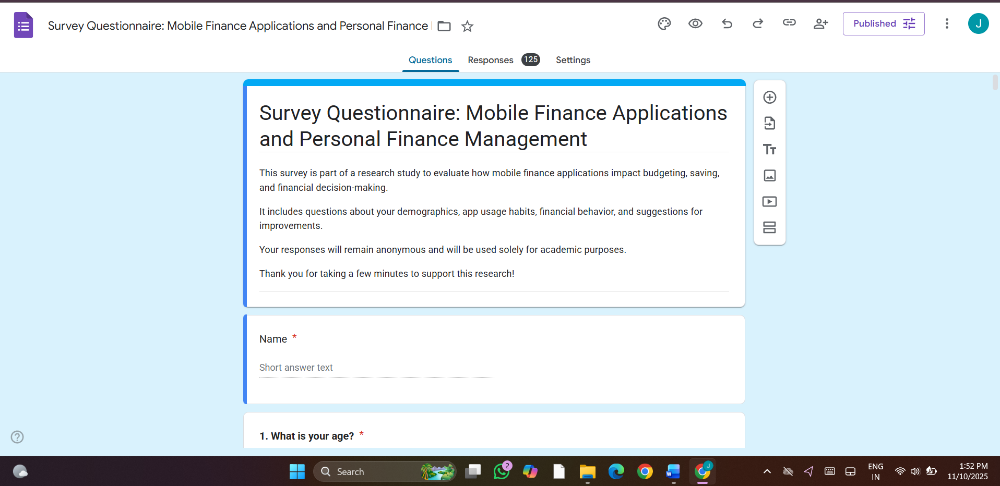 Survey Questionnaire: Mobile Finance Applications and Personal Finance
Published
J
Questions
Responses 125
Settings
Survey Questionnaire: Mobile Finance Applications
and Personal Finance Management
This survey is part of a research study to evaluate how mobile finance applications impact budgeting, saving,
and financial decision-making.
It includes questions about your demographics, app usage habits, financial behavior, and suggestions for
improvements.
Your responses will remain anonymous and will be used solely for academic purposes.
Thank you for taking a few minutes to support this research!
Tт
Name *
Short answer text
1. What is your age? *
Search
2
W
J
ENG
IN
1:52 PM
11/10/2025